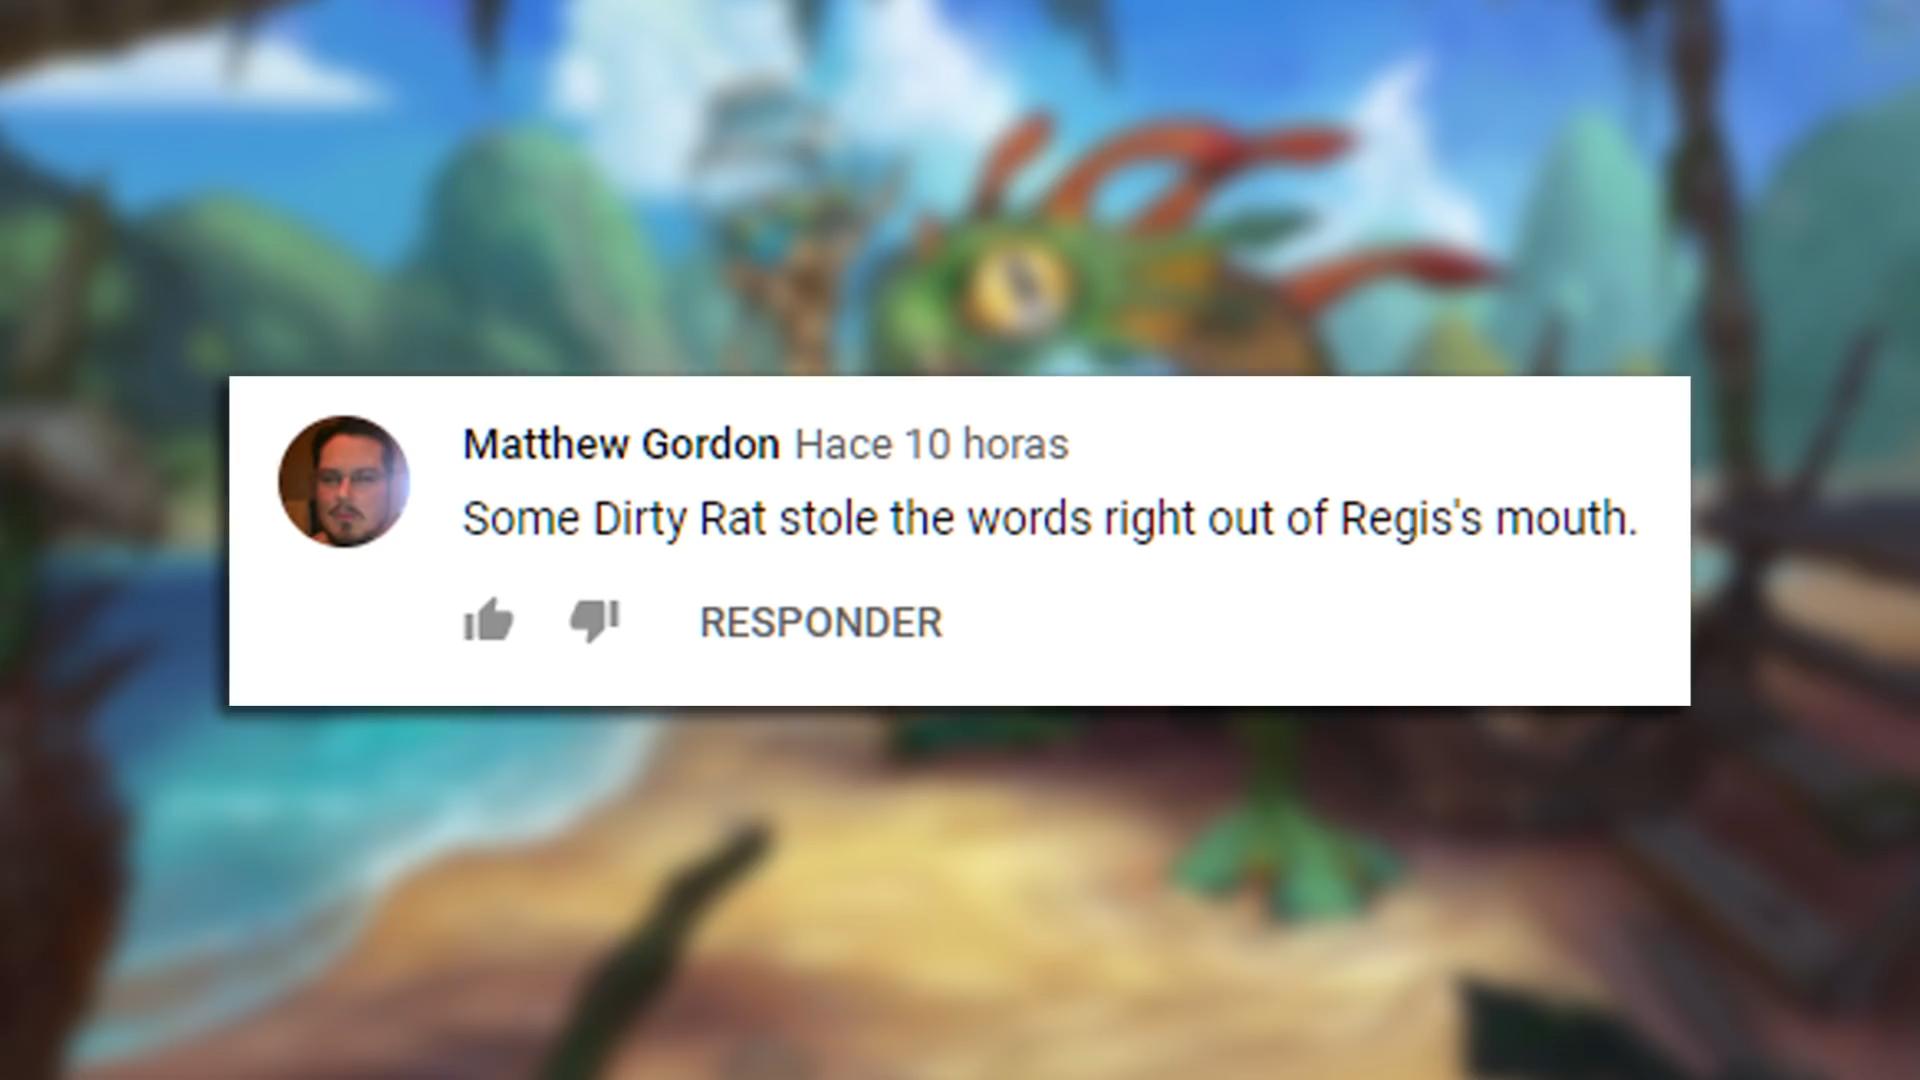 Matthew Gordon Hace 10 horas
Some Dirty Rat stole the words right out of Regis's mouth.
RESPONDER